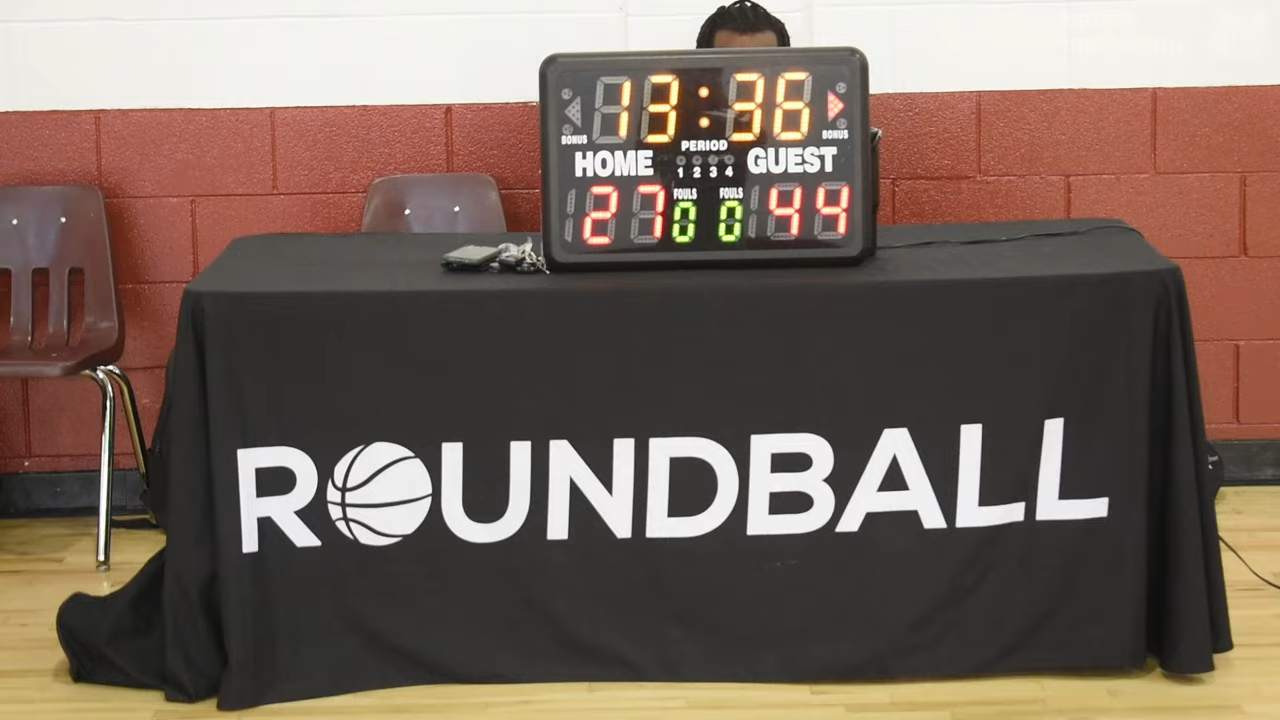 13:36
BONUS PERIOD BONUS
HOME 1 2 3 4 GUEST
27 FOULS 0 FOULS 0 44
ROUNDBALL